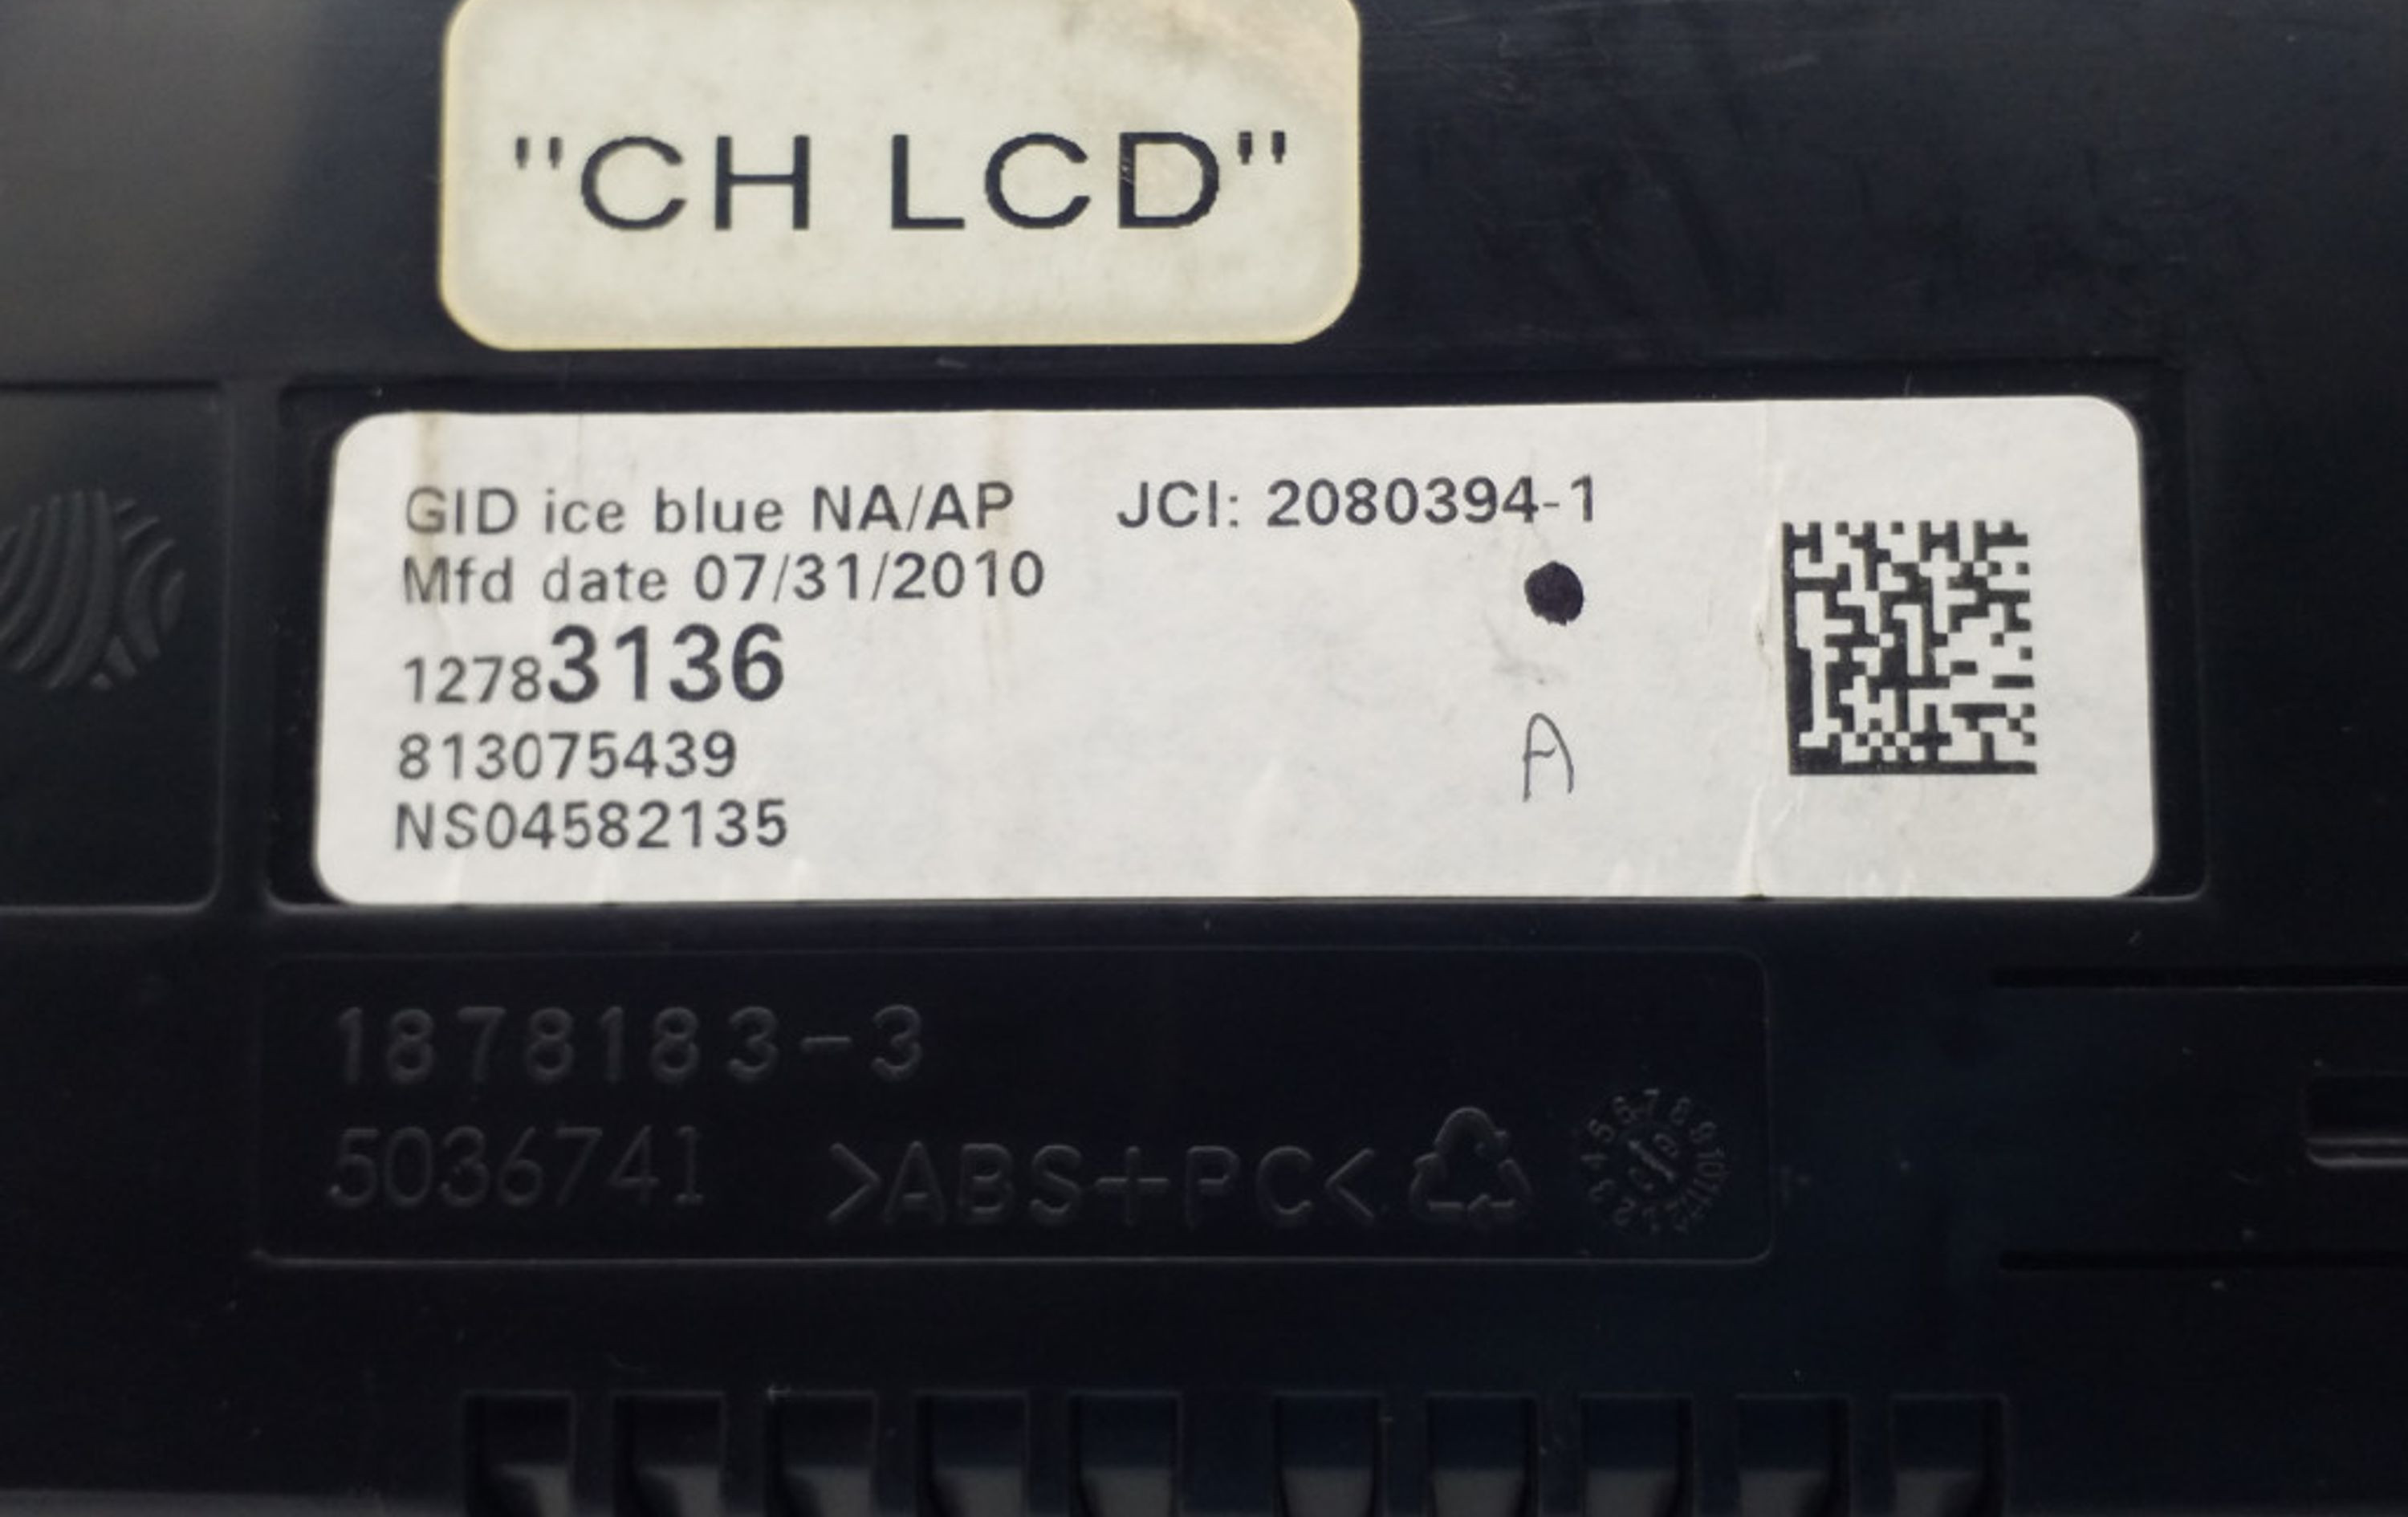 "CH LCD"
GID ice blue NA/AP JCI: 2080394-1
Mfd date 07/31/2010
12783136
813075439
A
NS04582135
1878183-3
5036741 >ABS+PC<